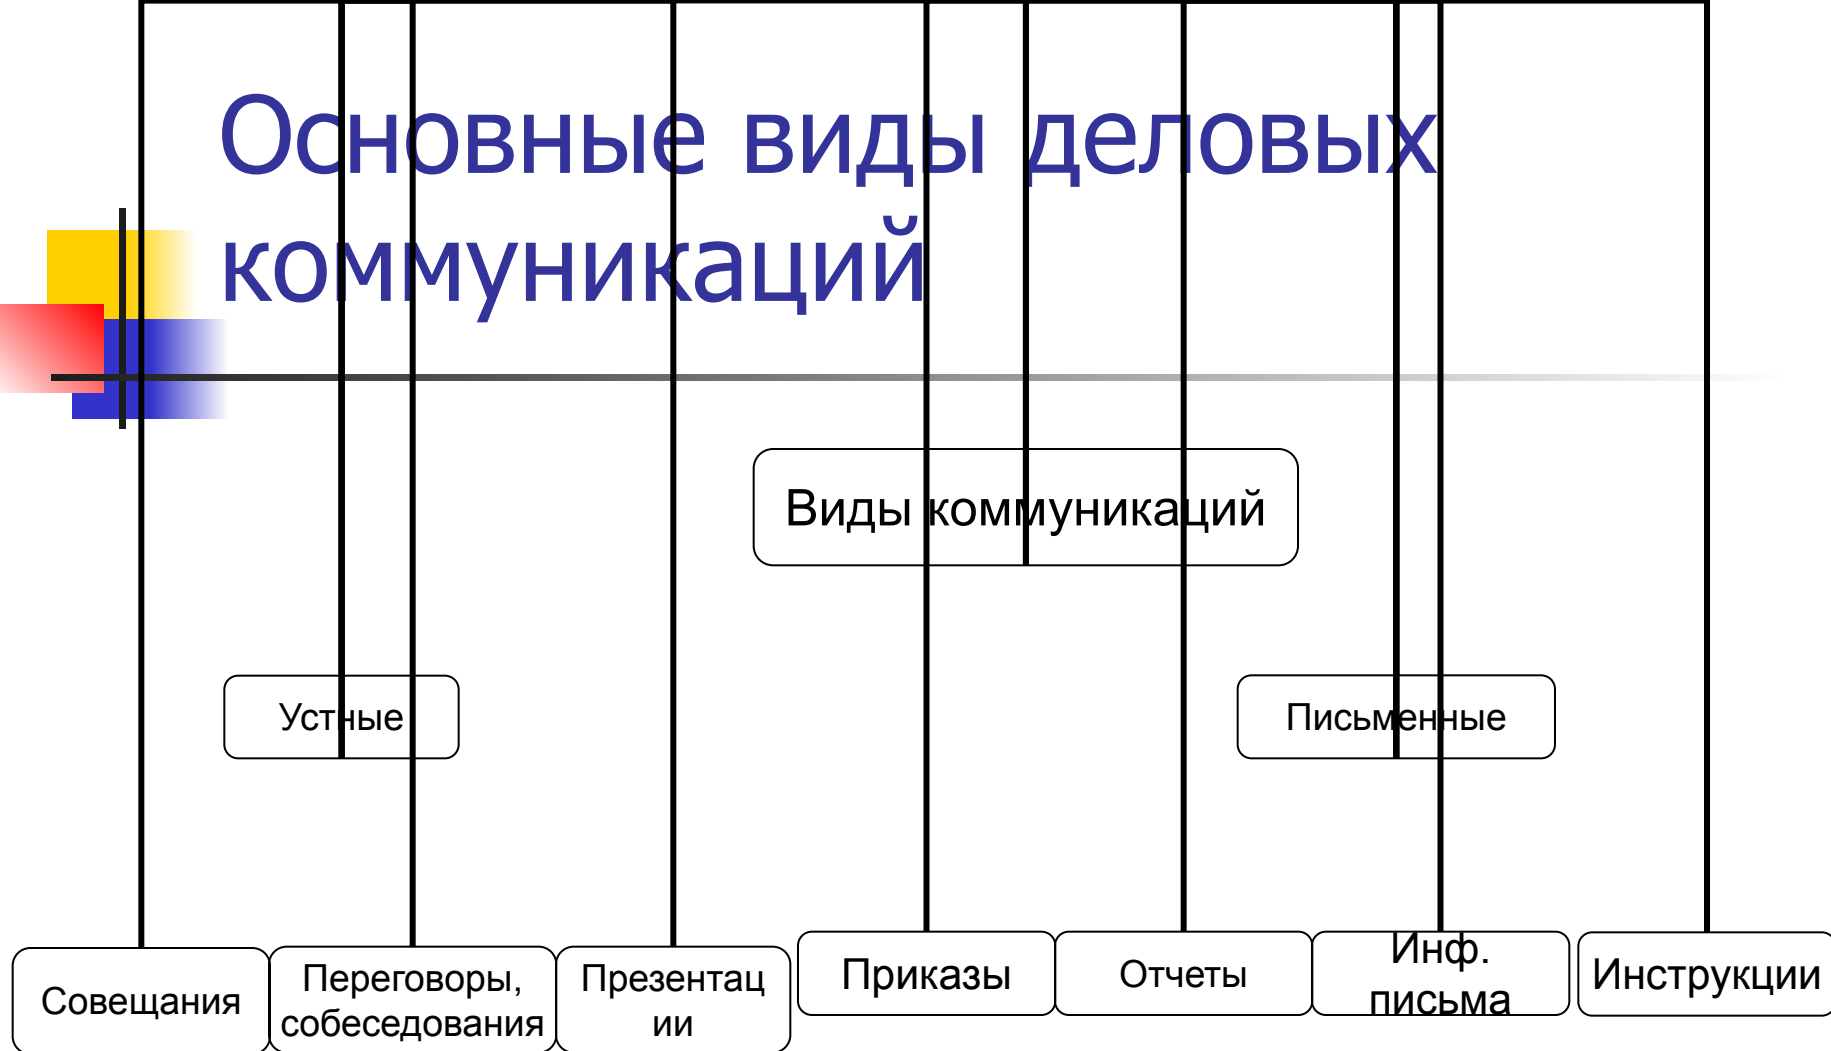 Основные виды деловых
коммуникаций
Виды коммуникаций
Устные
Письменные
Совещания
Переговоры,
собеседования
Презентац
ии
Приказы
Отчеты
Инф.
письма
Инструкции